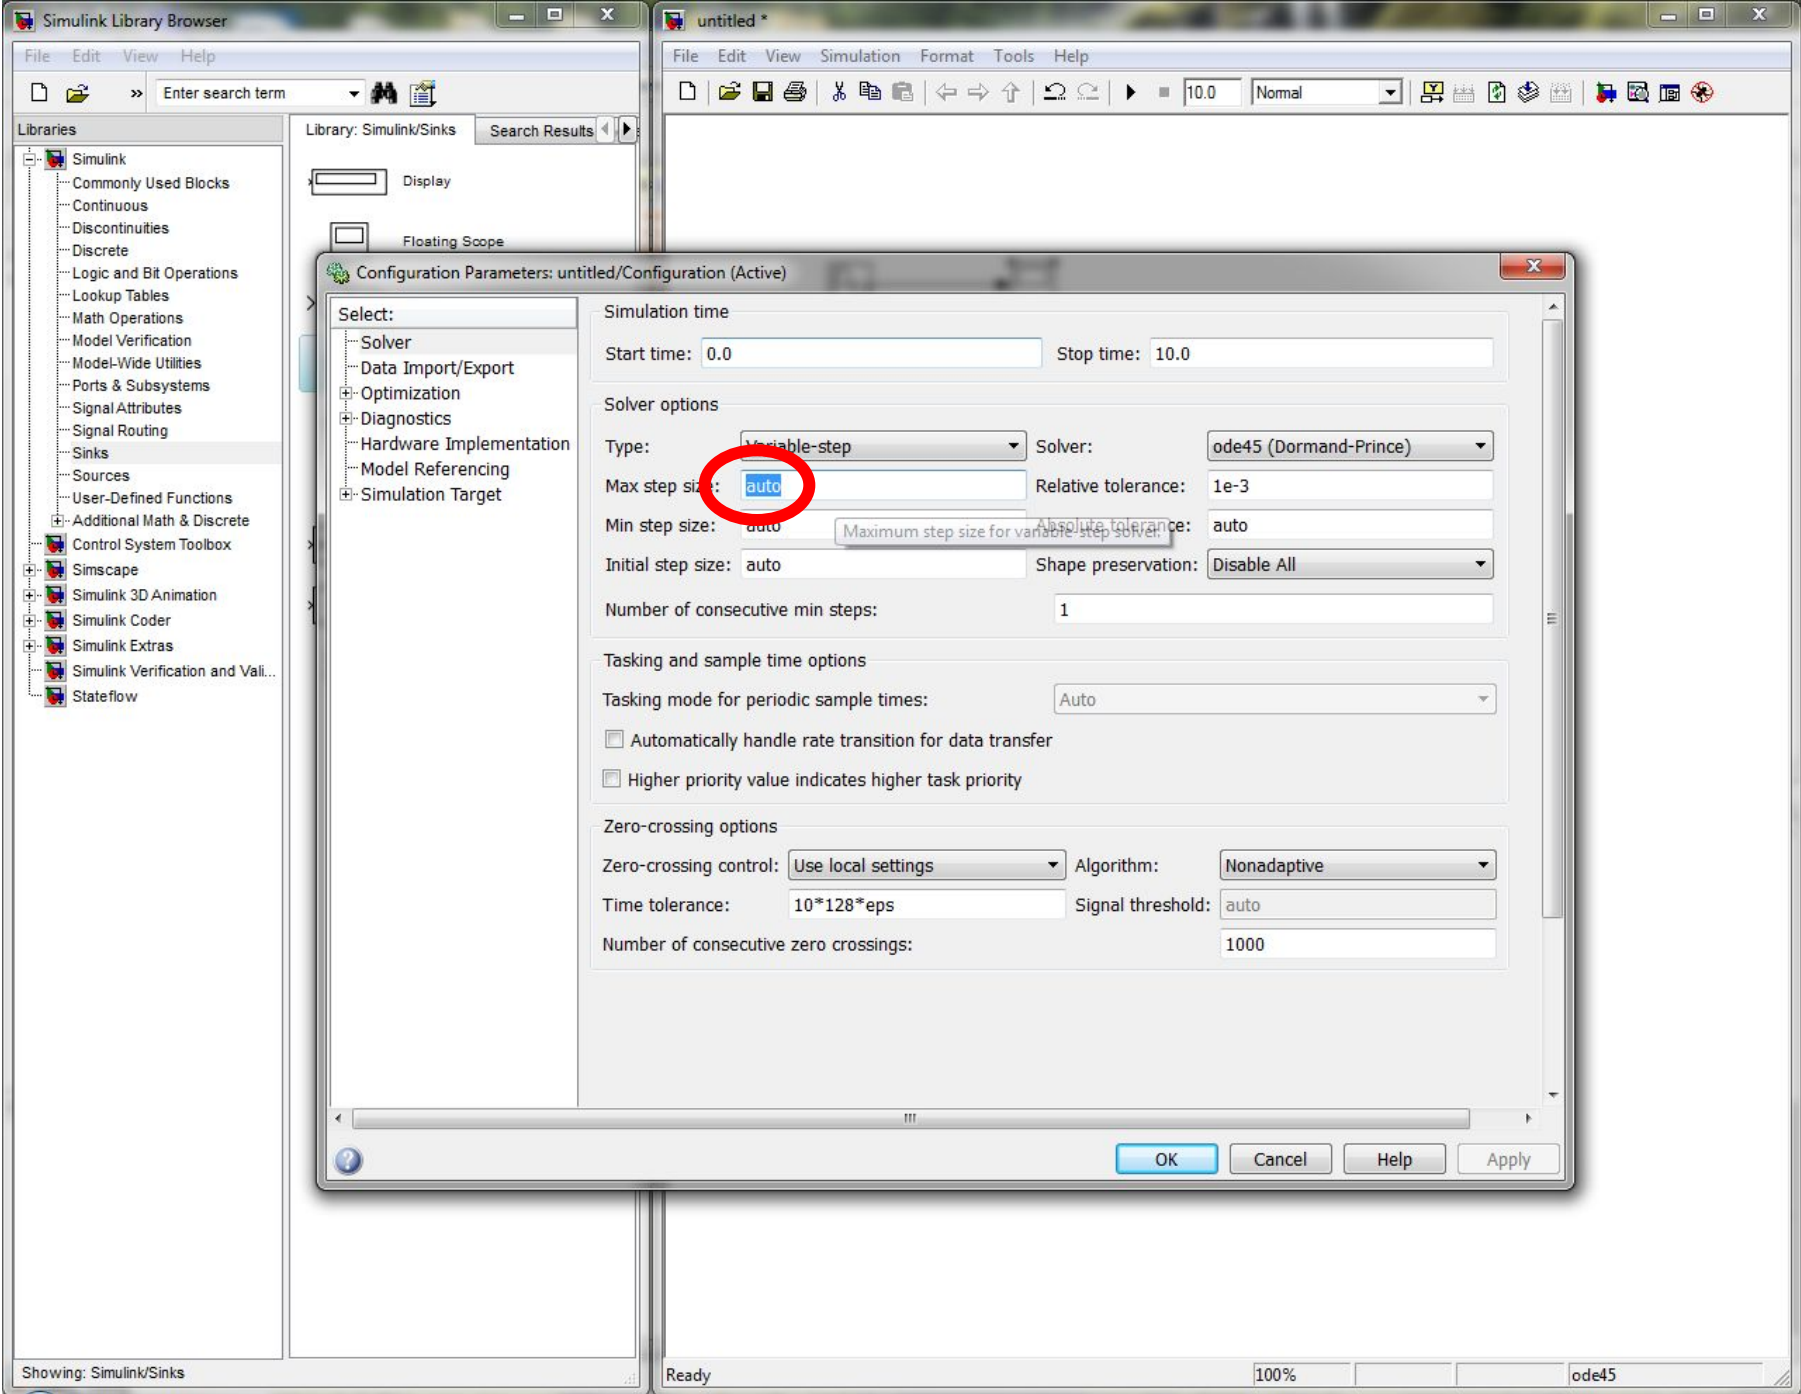 Simulink Library Browser
File Edit View Help
Enter search term
Libraries
Simulink
Commonly Used Blocks
Continuous
Discontinuities
Discrete
Logic and Bit Operations
Lookup Tables
Math Operations
Model Verification
Model-Wide Utilities
Ports & Subsystems
Signal Attributes
Signal Routing
Sinks
Sources
User-Defined Functions
Additional Math & Discrete
Control System Toolbox
Simscape
Simulink 3D Animation
Simulink Coder
Simulink Extras
Simulink Verification and Vali...
Stateflow
Library: Simulink/Sinks Search Results
Display
Floating Scope
Showing: Simulink/Sinks
untitled *
File Edit View Simulation Format Tools Help
10.0 Normal
Configuration Parameters: untitled/Configuration (Active)
Select:
Solver
Data Import/Export
Optimization
Diagnostics
Hardware Implementation
Model Referencing
Simulation Target
Simulation time
Start time: 0.0 Stop time: 10.0
Solver options
Type: Variable-step Solver: ode45 (Dormand-Prince)
Max step size: auto Relative tolerance: 1e-3
Min step size: auto Absolute tolerance: auto
Maximum step size for variable-step solver.
Initial step size: auto Shape preservation: Disable All
Number of consecutive min steps: 1
Tasking and sample time options
Tasking mode for periodic sample times: Auto
Automatically handle rate transition for data transfer
Higher priority value indicates higher task priority
Zero-crossing options
Zero-crossing control: Use local settings Algorithm: Nonadaptive
Time tolerance: 10*128*eps Signal threshold: auto
Number of consecutive zero crossings: 1000
OK Cancel Help Apply
Ready 100% ode45